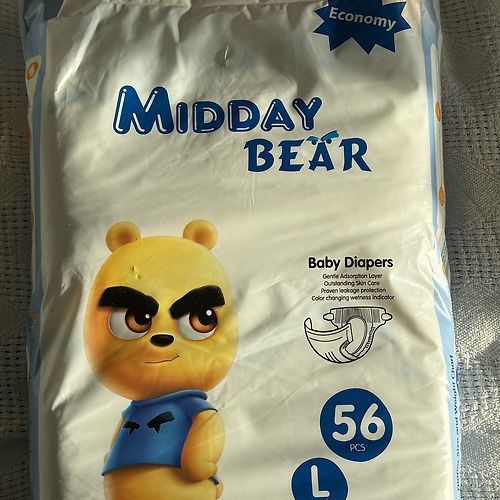 Economy
MIDDAY
BEAR
Baby Diapers
Gentle Adsorption Layer
Outstanding Skin Care
Proven leakage protection
Color changing wetness indicator
56
PCS
L